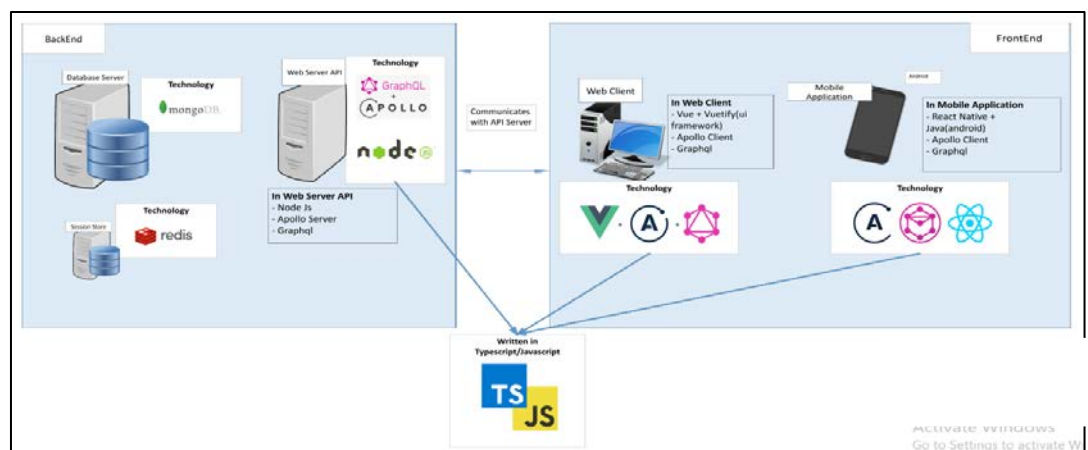 BackEnd
Database Server
Technology
mongoDB
Session Store
Technology
redis
Web Server API
Technology
GraphQL
+
APOLLO
node
JS
In Web Server API
- Node Js
- Apollo Server
- Graphql
Communicates
with API Server
FrontEnd
Web Client
In Web Client
- Vue + Vuetify(ui
framework)
- Apollo Client
- Graphql
Technology
Mobile
Application
Android
In Mobile Application
- React Native +
Java(android)
- Apollo Client
- Graphql
Technology
Written in
Typescript/Javascript
TS
JS
Activate Windows
Go to Settings to activate W